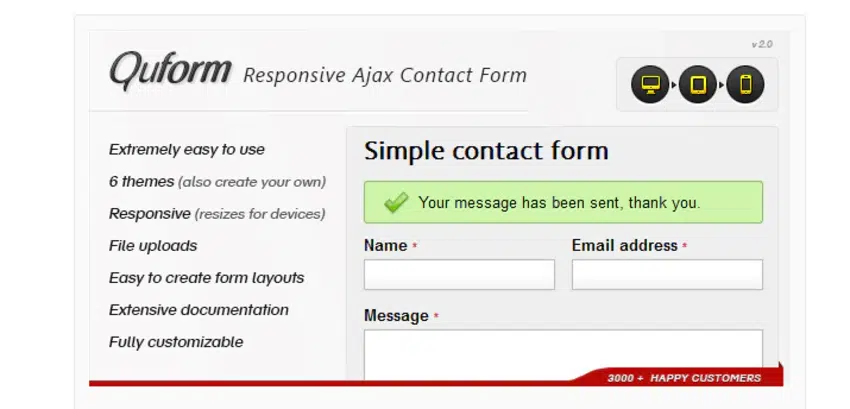 v 2.0
Quform Responsive Ajax Contact Form
Extremely easy to use
6 themes (also create your own)
Responsive (resizes for devices)
File uploads
Easy to create form layouts
Extensive documentation
Fully customizable
Simple contact form
Your message has been sent, thank you.
Name * Email address *
Message *
3000 + HAPPY CUSTOMERS